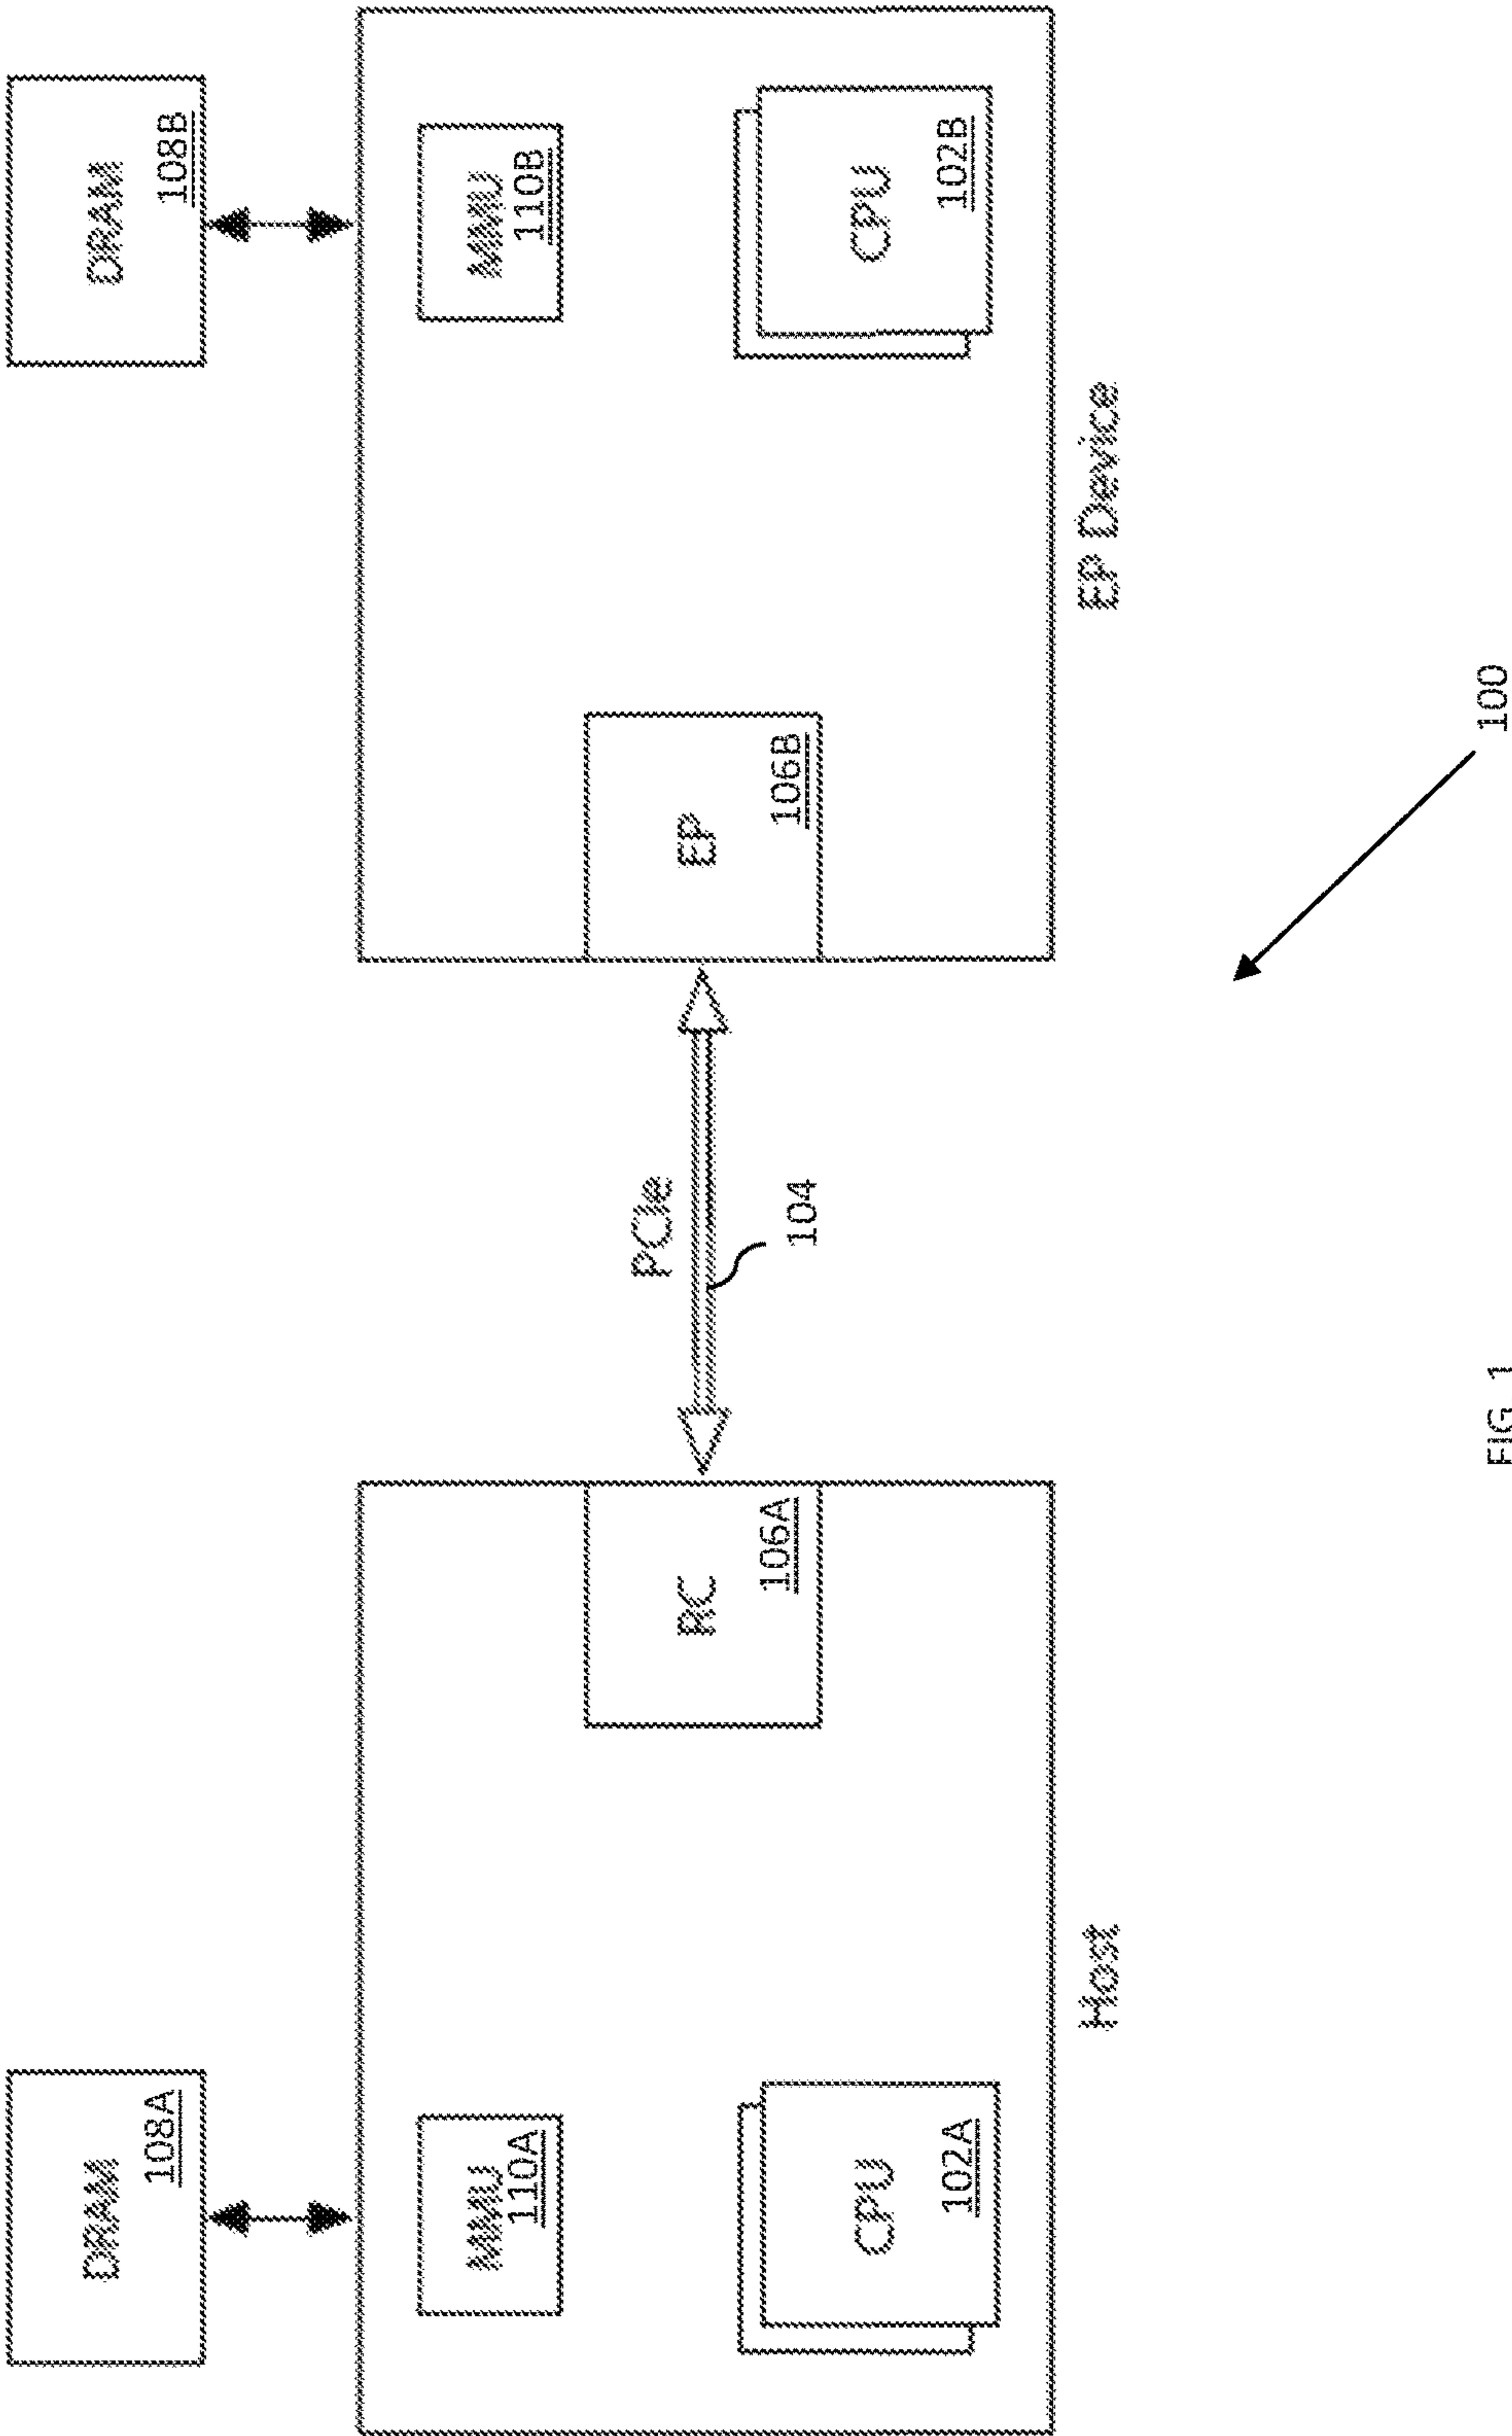 DRAM
108A
DRAM
108B
MMU
110A
MMU
110B
PCIe
RC
106A
EP
106B
104
CPU
102A
CPU
102B
Host
EP Device
100
FIG. 1